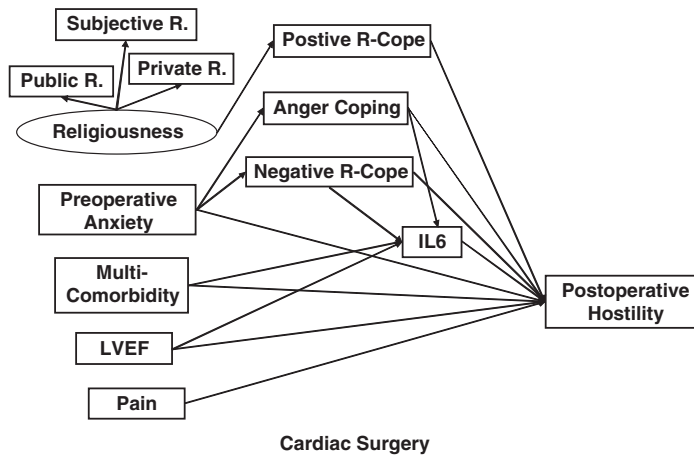 Subjective R.
Public R.
Private R.
Religiousness
Postive R-Cope
Anger Coping
Negative R-Cope
Preoperative
Anxiety
IL6
Multi-
Comorbidity
Postoperative
Hostility
LVEF
Pain
Cardiac Surgery